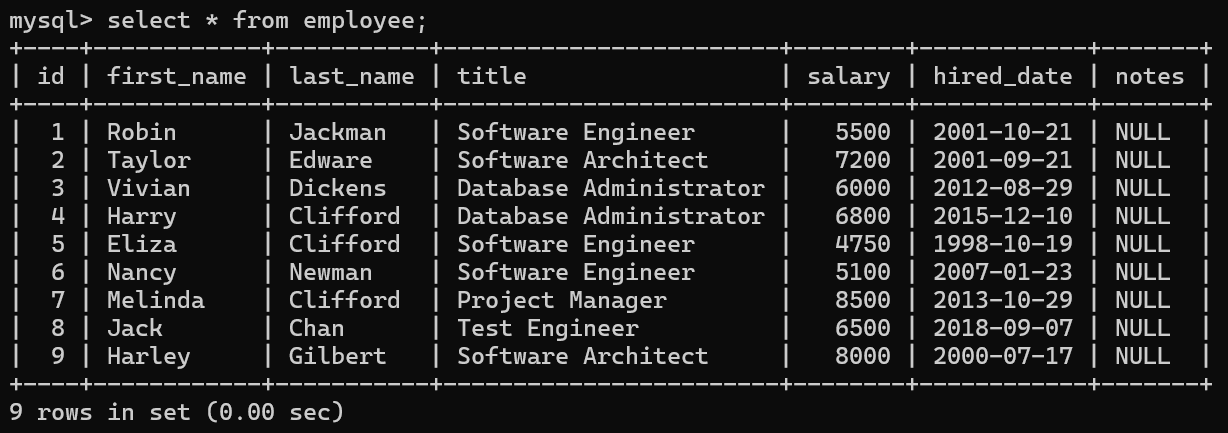 mysql> select * from employee;
+----+------------+------------+------------------------+--------+------------+-------+
| id | first_name | last_name  | title                  | salary | hired_date | notes |
+----+------------+------------+------------------------+--------+------------+-------+
|  1 | Robin      | Jackman    | Software Engineer      |   5500 | 2001-10-21 | NULL  |
|  2 | Taylor     | Edware     | Software Architect     |   7200 | 2001-09-21 | NULL  |
|  3 | Vivian     | Dickens    | Database Administrator |   6000 | 2012-08-29 | NULL  |
|  4 | Harry      | Clifford   | Database Administrator |   6800 | 2015-12-10 | NULL  |
|  5 | Eliza      | Clifford   | Software Engineer      |   4750 | 1998-10-19 | NULL  |
|  6 | Nancy      | Newman     | Software Engineer      |   5100 | 2007-01-23 | NULL  |
|  7 | Melinda    | Clifford   | Project Manager        |   8500 | 2013-10-29 | NULL  |
|  8 | Jack       | Chan       | Test Engineer          |   6500 | 2018-09-07 | NULL  |
|  9 | Harley     | Gilbert    | Software Architect     |   8000 | 2000-07-17 | NULL  |
+----+------------+------------+------------------------+--------+------------+-------+
9 rows in set (0.00 sec)